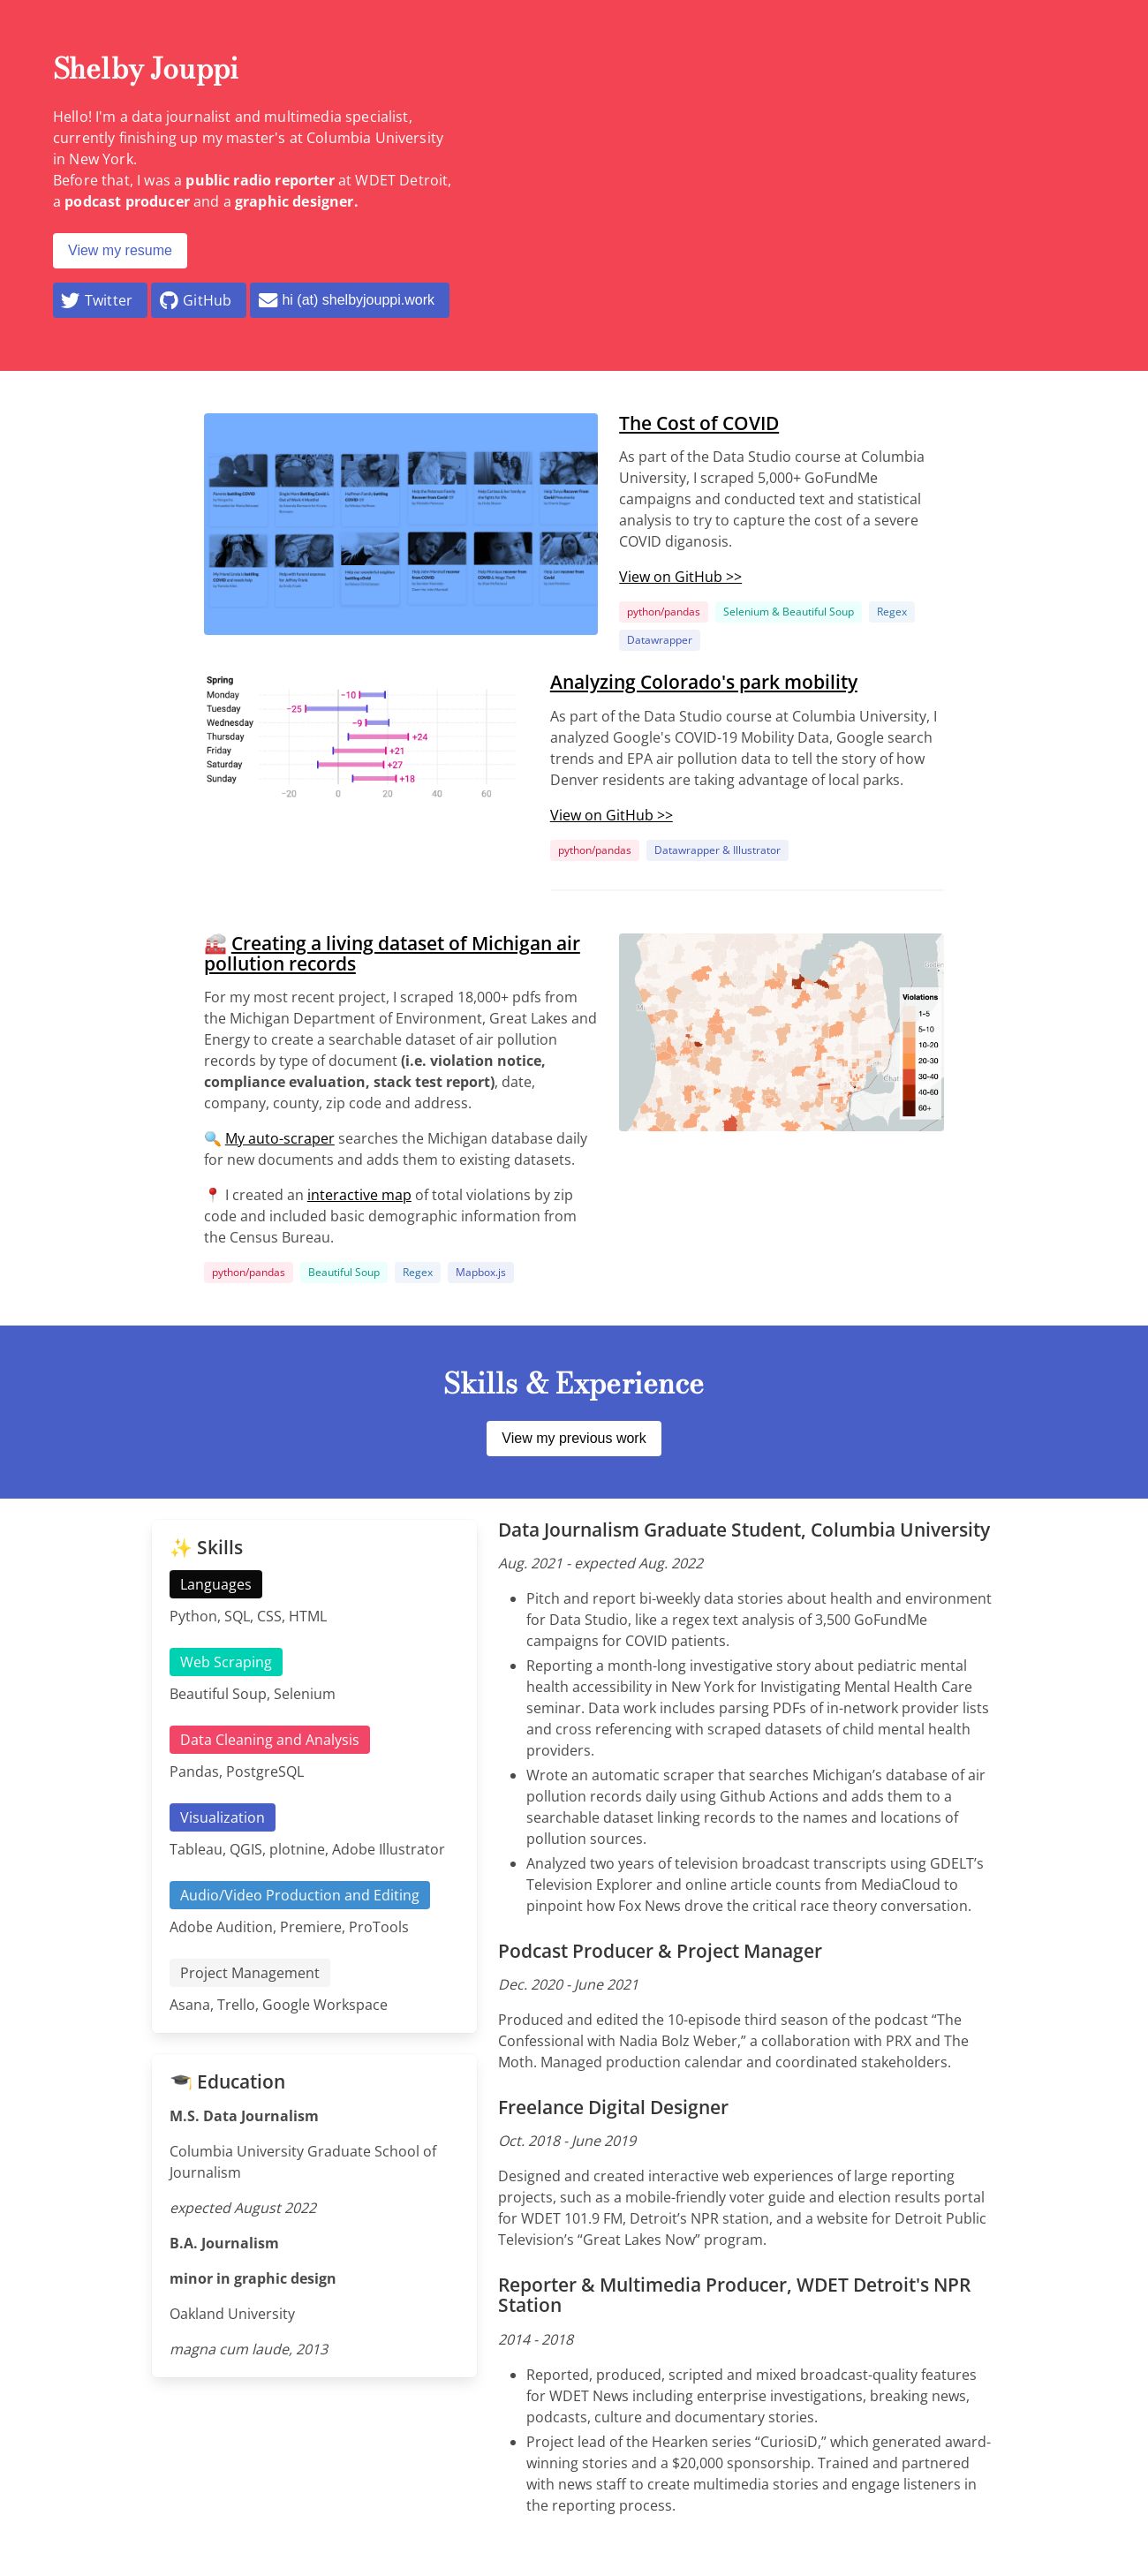 Shelby Jouppi
Hello! I'm a data journalist and multimedia specialist,
currently finishing up my master's at Columbia University
in New York.
Before that, I was a public radio reporter at WDET Detroit,
a podcast producer and a graphic designer.
View my resume
Twitter
GitHub
hi (at) shelbyjouppi.work
The Cost of COVID
As part of the Data Studio course at Columbia
University, I scraped 5,000+ GoFundMe
campaigns and conducted text and statistical
analysis to try to capture the cost of a severe
COVID diganosis.
View on GitHub >>
python/pandas
Selenium & Beautiful Soup
Regex
Datawrapper
Spring
Monday −10
Tuesday −25
Wednesday −9
Thursday +24
Friday +21
Saturday +27
Sunday +18
−20 0 20 40 60
Analyzing Colorado's park mobility
As part of the Data Studio course at Columbia University, I
analyzed Google's COVID-19 Mobility Data, Google search
trends and EPA air pollution data to tell the story of how
Denver residents are taking advantage of local parks.
View on GitHub >>
python/pandas
Datawrapper & Illustrator
🏭 Creating a living dataset of Michigan air
pollution records
For my most recent project, I scraped 18,000+ pdfs from
the Michigan Department of Environment, Great Lakes and
Energy to create a searchable dataset of air pollution
records by type of document (i.e. violation notice,
compliance evaluation, stack test report), date,
company, county, zip code and address.
🔍 My auto-scraper searches the Michigan database daily
for new documents and adds them to existing datasets.
📍 I created an interactive map of total violations by zip
code and included basic demographic information from
the Census Bureau.
python/pandas
Beautiful Soup
Regex
Mapbox.js
Violations
1-5
5-10
10-20
20-30
30-40
40-60
60+
Skills & Experience
View my previous work
✨ Skills
Languages
Python, SQL, CSS, HTML
Web Scraping
Beautiful Soup, Selenium
Data Cleaning and Analysis
Pandas, PostgreSQL
Visualization
Tableau, QGIS, plotnine, Adobe Illustrator
Audio/Video Production and Editing
Adobe Audition, Premiere, ProTools
Project Management
Asana, Trello, Google Workspace
🎓 Education
M.S. Data Journalism
Columbia University Graduate School of
Journalism
expected August 2022
B.A. Journalism
minor in graphic design
Oakland University
magna cum laude, 2013
Data Journalism Graduate Student, Columbia University
Aug. 2021 - expected Aug. 2022
• Pitch and report bi-weekly data stories about health and environment
for Data Studio, like a regex text analysis of 3,500 GoFundMe
campaigns for COVID patients.
• Reporting a month-long investigative story about pediatric mental
health accessibility in New York for Invistigating Mental Health Care
seminar. Data work includes parsing PDFs of in-network provider lists
and cross referencing with scraped datasets of child mental health
providers.
• Wrote an automatic scraper that searches Michigan’s database of air
pollution records daily using Github Actions and adds them to a
searchable dataset linking records to the names and locations of
pollution sources.
• Analyzed two years of television broadcast transcripts using GDELT’s
Television Explorer and online article counts from MediaCloud to
pinpoint how Fox News drove the critical race theory conversation.
Podcast Producer & Project Manager
Dec. 2020 - June 2021
Produced and edited the 10-episode third season of the podcast “The
Confessional with Nadia Bolz Weber,” a collaboration with PRX and The
Moth. Managed production calendar and coordinated stakeholders.
Freelance Digital Designer
Oct. 2018 - June 2019
Designed and created interactive web experiences of large reporting
projects, such as a mobile-friendly voter guide and election results portal
for WDET 101.9 FM, Detroit’s NPR station, and a website for Detroit Public
Television’s “Great Lakes Now” program.
Reporter & Multimedia Producer, WDET Detroit's NPR
Station
2014 - 2018
• Reported, produced, scripted and mixed broadcast-quality features
for WDET News including enterprise investigations, breaking news,
podcasts, culture and documentary stories.
• Project lead of the Hearken series “CuriosiD,” which generated award-
winning stories and a $20,000 sponsorship. Trained and partnered
with news staff to create multimedia stories and engage listeners in
the reporting process.